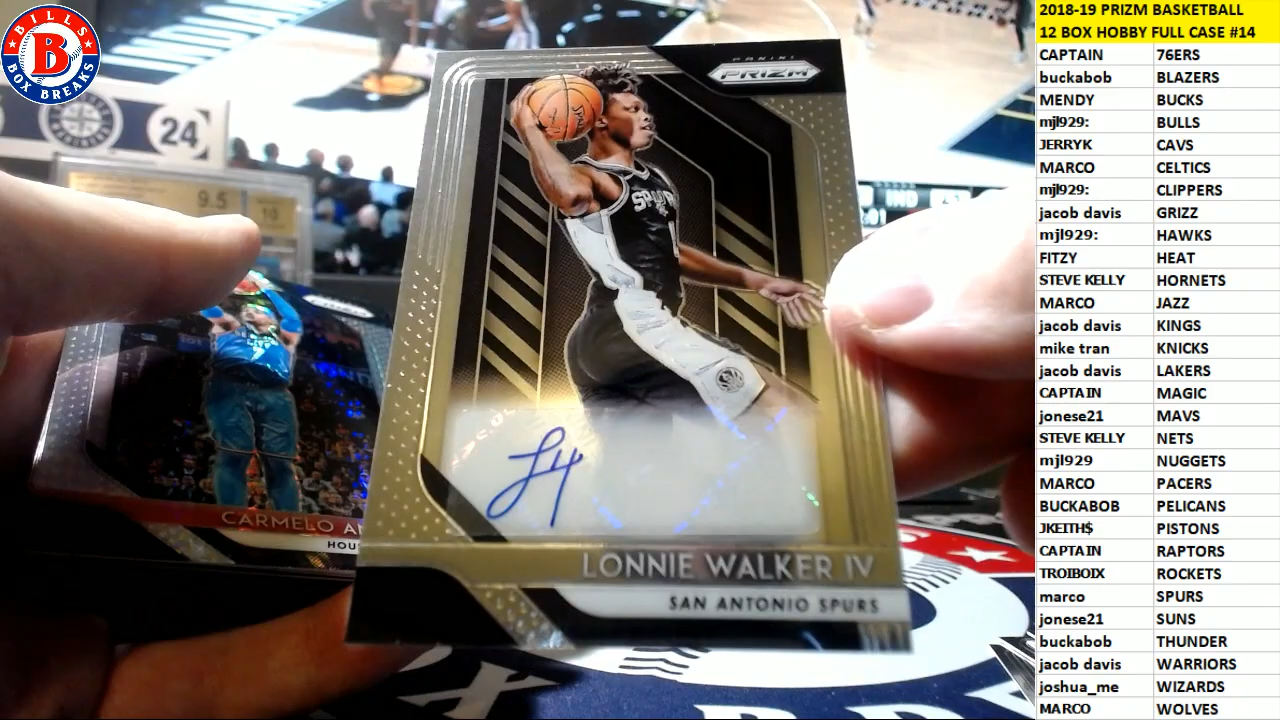 BILLS
B
BOX BREAKS
24
9.5
10
IND
PANINI
PRIZM
SPURS
CARMELO
HOU
LONNIE WALKER IV
SAN ANTONIO SPURS
2018-19 PRIZM BASKETBALL
12 BOX HOBBY FULL CASE #14
CAPTAIN 76ERS
buckabob BLAZERS
MENDY BUCKS
mjl929: BULLS
JERRYK CAVS
MARCO CELTICS
mjl929: CLIPPERS
jacob davis GRIZZ
mjl929: HAWKS
FITZY HEAT
STEVE KELLY HORNETS
MARCO JAZZ
jacob davis KINGS
mike tran KNICKS
jacob davis LAKERS
CAPTAIN MAGIC
jonese21 MAVS
STEVE KELLY NETS
mjl929 NUGGETS
MARCO PACERS
BUCKABOB PELICANS
JKEITH$ PISTONS
CAPTAIN RAPTORS
TROIBOIX ROCKETS
marco SPURS
jonese21 SUNS
buckabob THUNDER
jacob davis WARRIORS
joshua_me WIZARDS
MARCO WOLVES